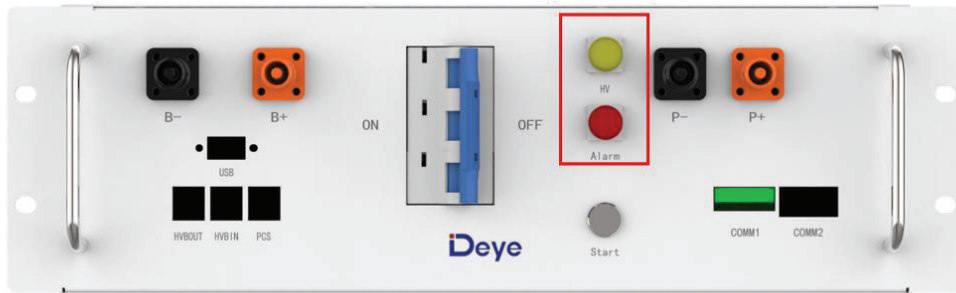 HV
B-
B+
ON
OFF
P-
P+
Alarm
USB
HVBOUT
HVBIN
PCS
Deye
Start
COMM1
COMM2